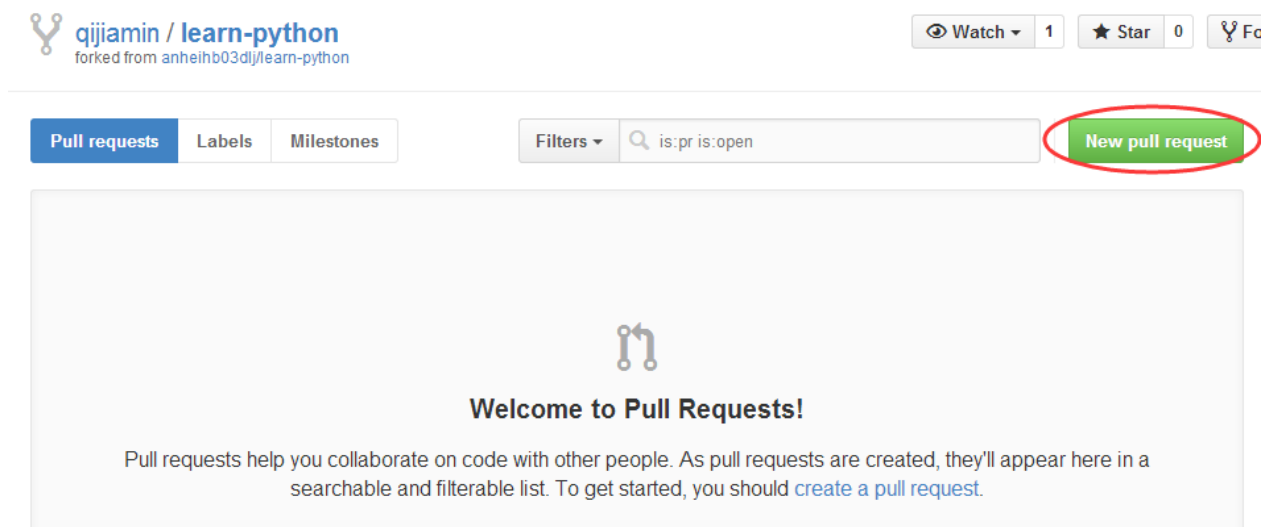 qijiamin / learn-python
forked from anheihb03dlj/learn-python
Watch 1 Star 0 Fo
Pull requests Labels Milestones Filters is:pr is:open New pull request
Welcome to Pull Requests!
Pull requests help you collaborate on code with other people. As pull requests are created, they'll appear here in a
searchable and filterable list. To get started, you should create a pull request.